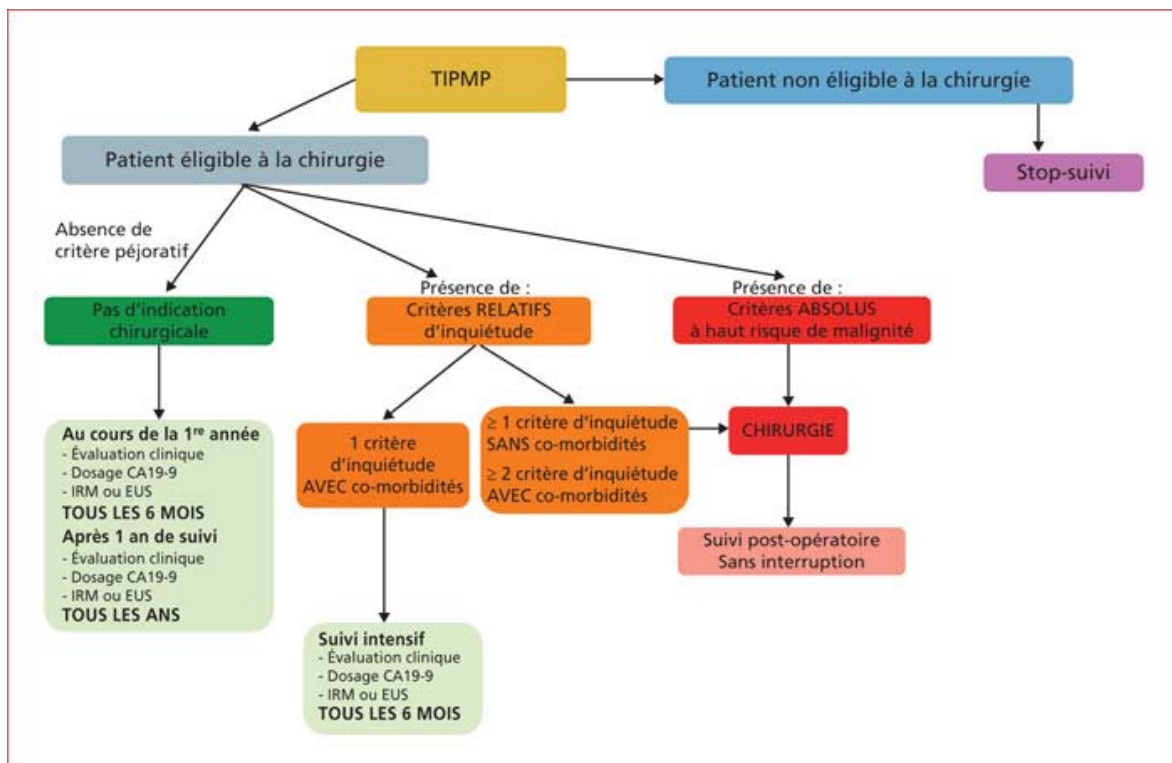 TIPMP
Patient non éligible à la chirurgie
Patient éligible à la chirurgie
Stop-suivi
Absence de
critère péjoratif
Pas d'indication
chirurgicale
Présence de :
Critères RELATIFS
d'inquiétude
Présence de :
Critères ABSOLUS
à haut risque de malignité
Au cours de la 1re année
- Évaluation clinique
- Dosage CA19-9
- IRM ou EUS
TOUS LES 6 MOIS
Après 1 an de suivi
- Évaluation clinique
- Dosage CA19-9
- IRM ou EUS
TOUS LES ANS
1 critère
d'inquiétude
AVEC co-morbidités
≥ 1 critère d'inquiétude
SANS co-morbidités
≥ 2 critère d'inquiétude
AVEC co-morbidités
CHIRURGIE
Suivi post-opératoire
Sans interruption
Suivi intensif
- Évaluation clinique
- Dosage CA19-9
- IRM ou EUS
TOUS LES 6 MOIS